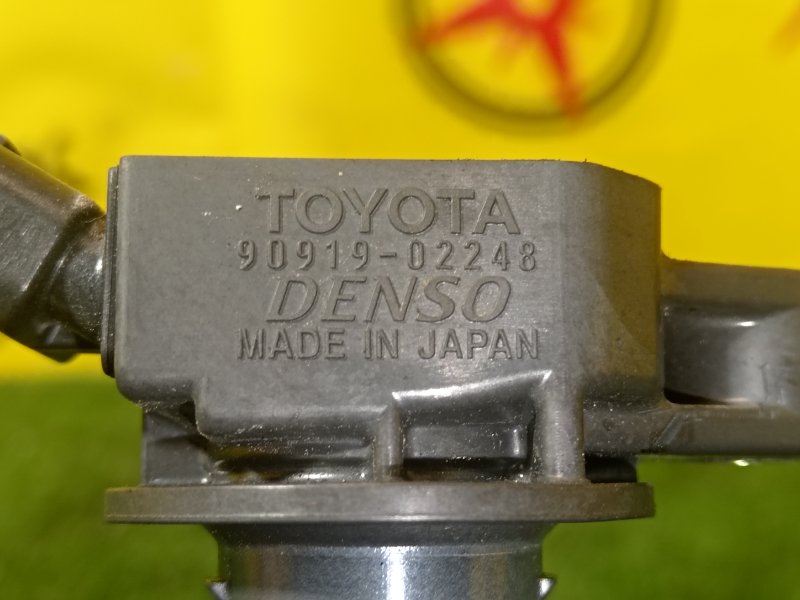 TOYOTA
90919-02248
DENSO
MADE IN JAPAN